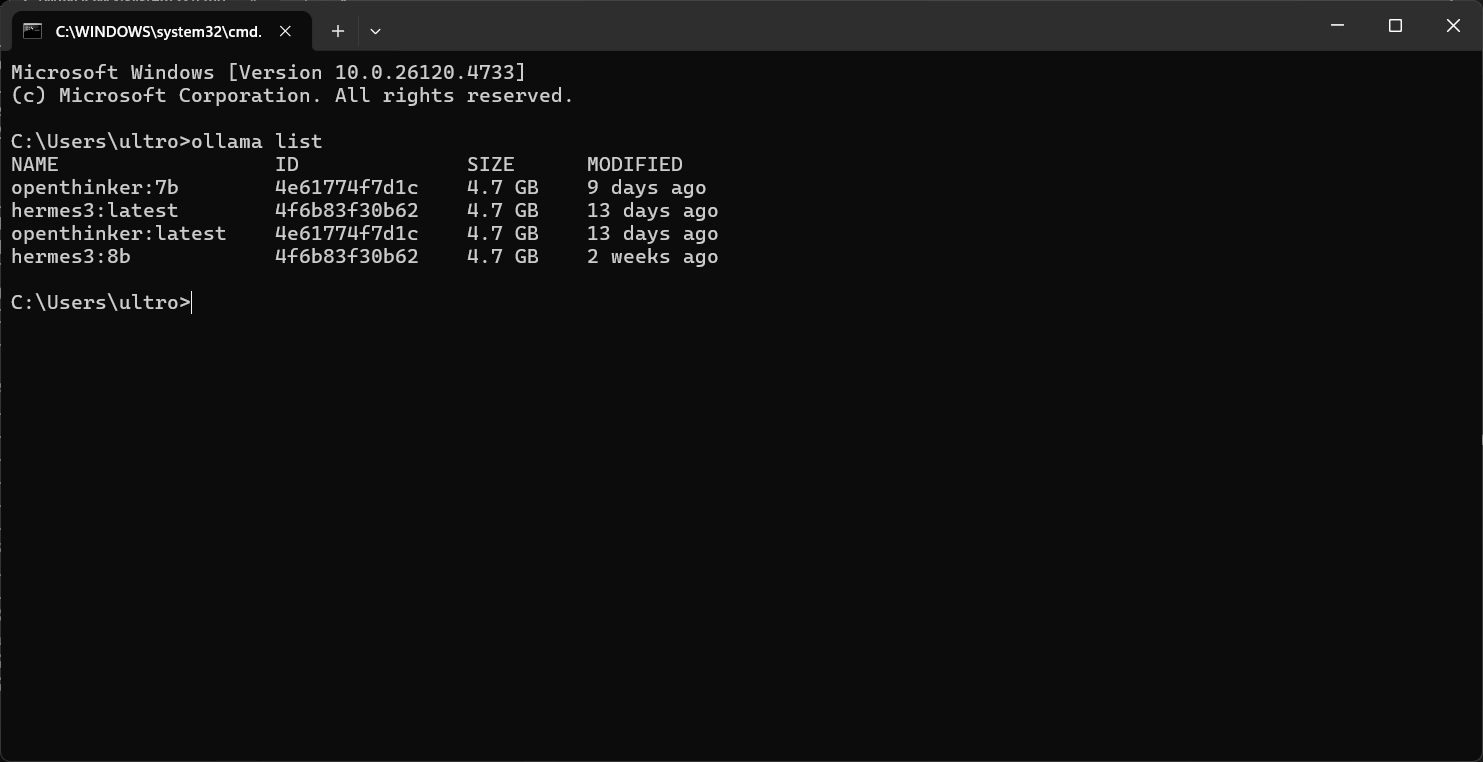 C:\WINDOWS\system32\cmd.
Microsoft Windows [Version 10.0.26120.4733]
(c) Microsoft Corporation. All rights reserved.
C:\Users\ultro>ollama list
NAME                  ID              SIZE      MODIFIED
openthinker:7b        4e61774f7d1c    4.7 GB    9 days ago
hermes3:latest        4f6b83f30b62    4.7 GB    13 days ago
openthinker:latest    4e61774f7d1c    4.7 GB    13 days ago
hermes3:8b            4f6b83f30b62    4.7 GB    2 weeks ago
C:\Users\ultro>